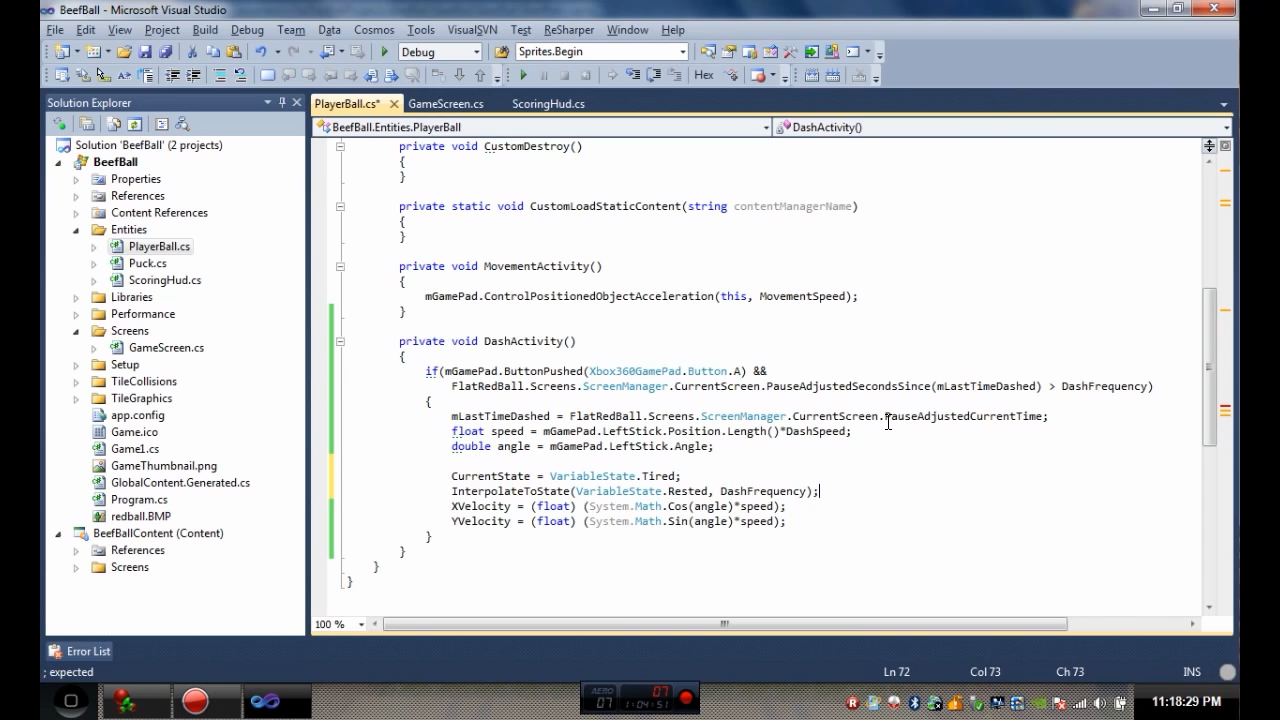 BeefBall - Microsoft Visual Studio
File Edit View Project Build Debug Team Data Cosmos Tools VisualSVN Test ReSharper Window Help
Debug Sprites.Begin
Hex
Solution Explorer
PlayerBall.cs* GameScreen.cs ScoringHud.cs
BeefBall.Entities.PlayerBall DashActivity()
Solution 'BeefBall' (2 projects)
BeefBall
Properties
References
Content References
Entities
PlayerBall.cs
Puck.cs
ScoringHud.cs
Libraries
Performance
Screens
GameScreen.cs
Setup
TileCollisions
TileGraphics
app.config
Game.ico
Game1.cs
GameThumbnail.png
GlobalContent.Generated.cs
Program.cs
redball.BMP
BeefBallContent (Content)
References
Screens
private void CustomDestroy()
{
}
private static void CustomLoadStaticContent(string contentManagerName)
{
}
private void MovementActivity()
{
mGamePad.ControlPositionedObjectAcceleration(this, MovementSpeed);
}
private void DashActivity()
{
if(mGamePad.ButtonPushed(Xbox360GamePad.Button.A) &&
FlatRedBall.Screens.ScreenManager.CurrentScreen.PauseAdjustedSecondsSince(mLastTimeDashed) > DashFrequency)
{
mLastTimeDashed = FlatRedBall.Screens.ScreenManager.CurrentScreen.PauseAdjustedCurrentTime;
float speed = mGamePad.LeftStick.Position.Length()*DashSpeed;
double angle = mGamePad.LeftStick.Angle;
CurrentState = VariableState.Tired;
InterpolateToState(VariableState.Rested, DashFrequency);
XVelocity = (float) (System.Math.Cos(angle)*speed);
YVelocity = (float) (System.Math.Sin(angle)*speed);
}
}
}
}
100 %
Error List
; expected Ln 72 Col 73 Ch 73 INS
AERO 07 07 1:04:51
11:18:29 PM